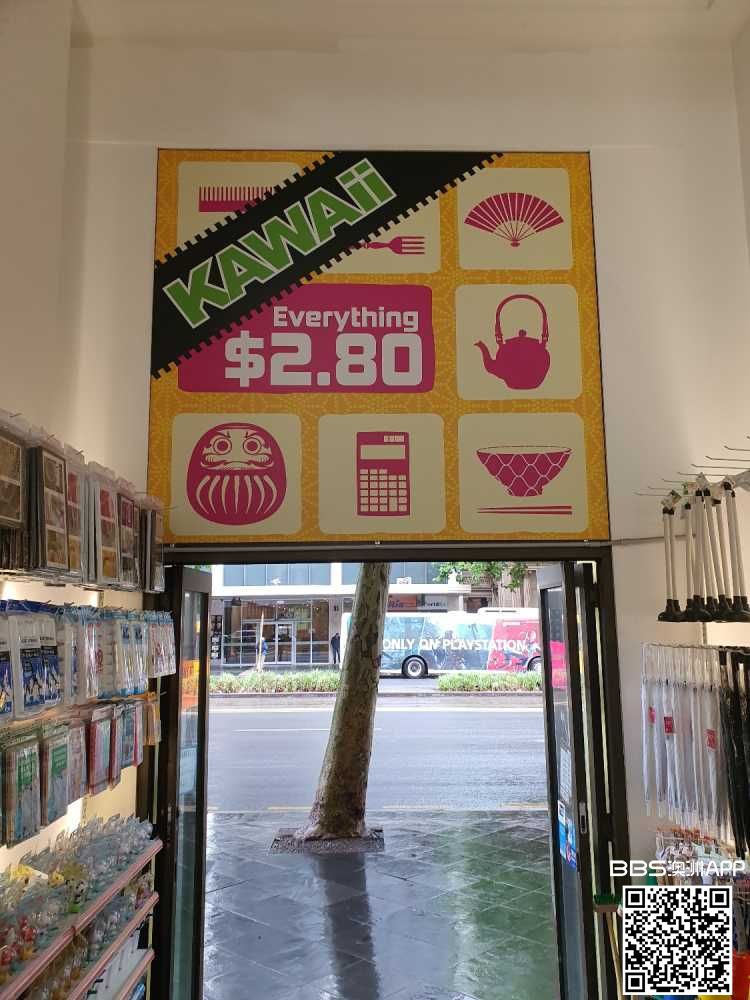 KAWAii
Everything
$2.80
ONLY ON PLAYSTATION
BBS澳洲APP